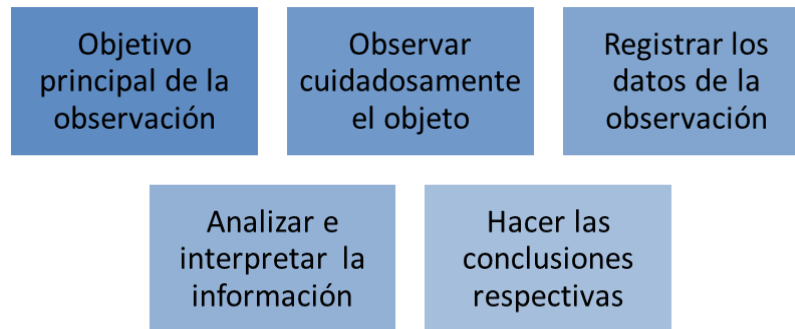 Objetivo
principal de la
observación
Observar
cuidadosamente
el objeto
Registrar los
datos de la
observación
Analizar e
interpretar la
información
Hacer las
conclusiones
respectivas